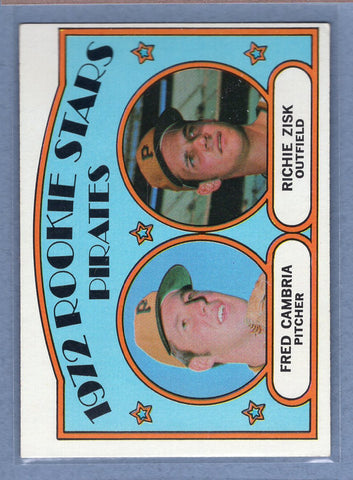 1972 ROOKIE STARS
PIRATES
P
P
FRED CAMBRIA
PITCHER
RICHIE ZISK
OUTFIELD